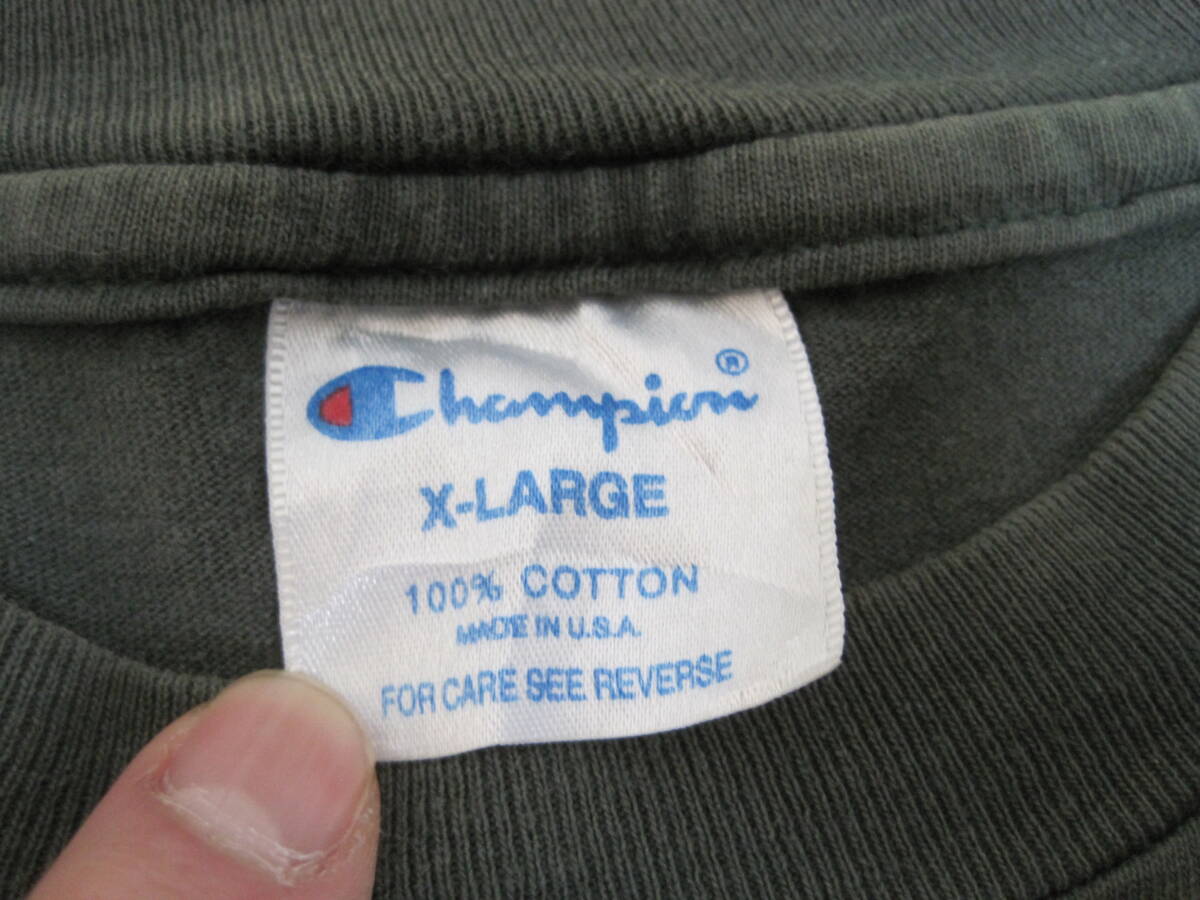 Champion®
X-LARGE
100% COTTON
MADE IN U.S.A.
FOR CARE SEE REVERSE